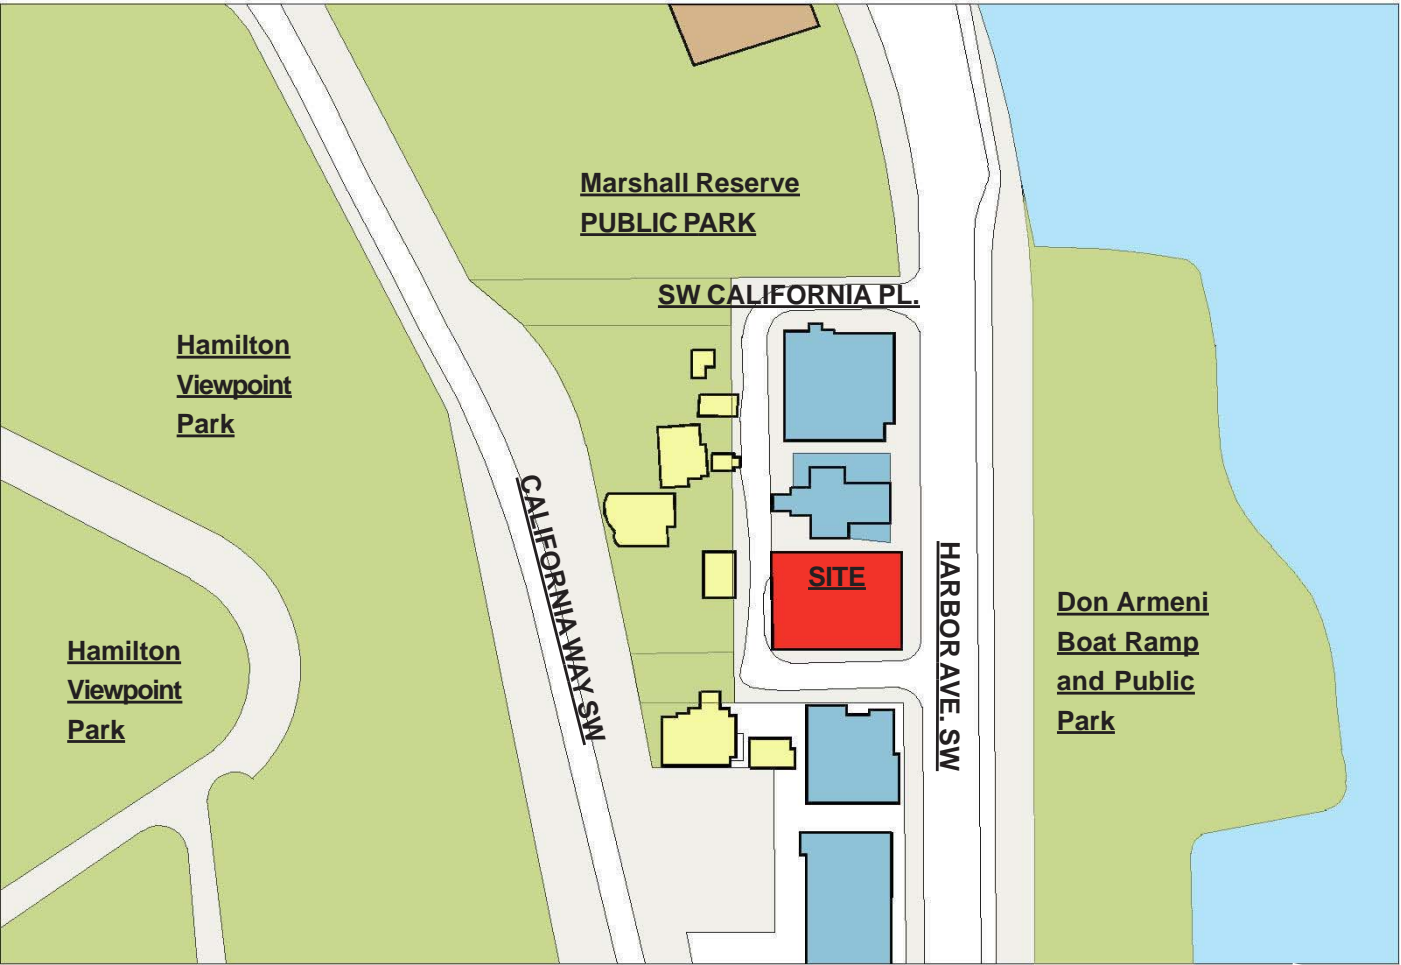 Marshall Reserve
PUBLIC PARK
SW CALIFORNIA PL.
Hamilton
Viewpoint
Park
CALIFORNIA WAY SW
SITE
HARBOR AVE. SW
Don Armeni
Boat Ramp
and Public
Park
Hamilton
Viewpoint
Park